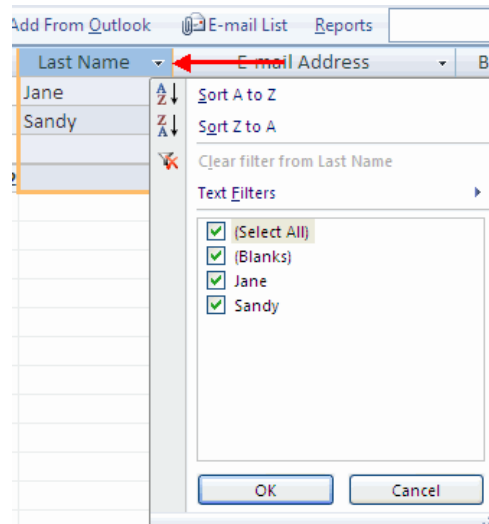 Add From Outlook E-mail List Reports
Last Name E-mail Address B
Jane
Sandy
Sort A to Z
Sort Z to A
Clear filter from Last Name
Text Filters
(Select All)
(Blanks)
Jane
Sandy
OK Cancel